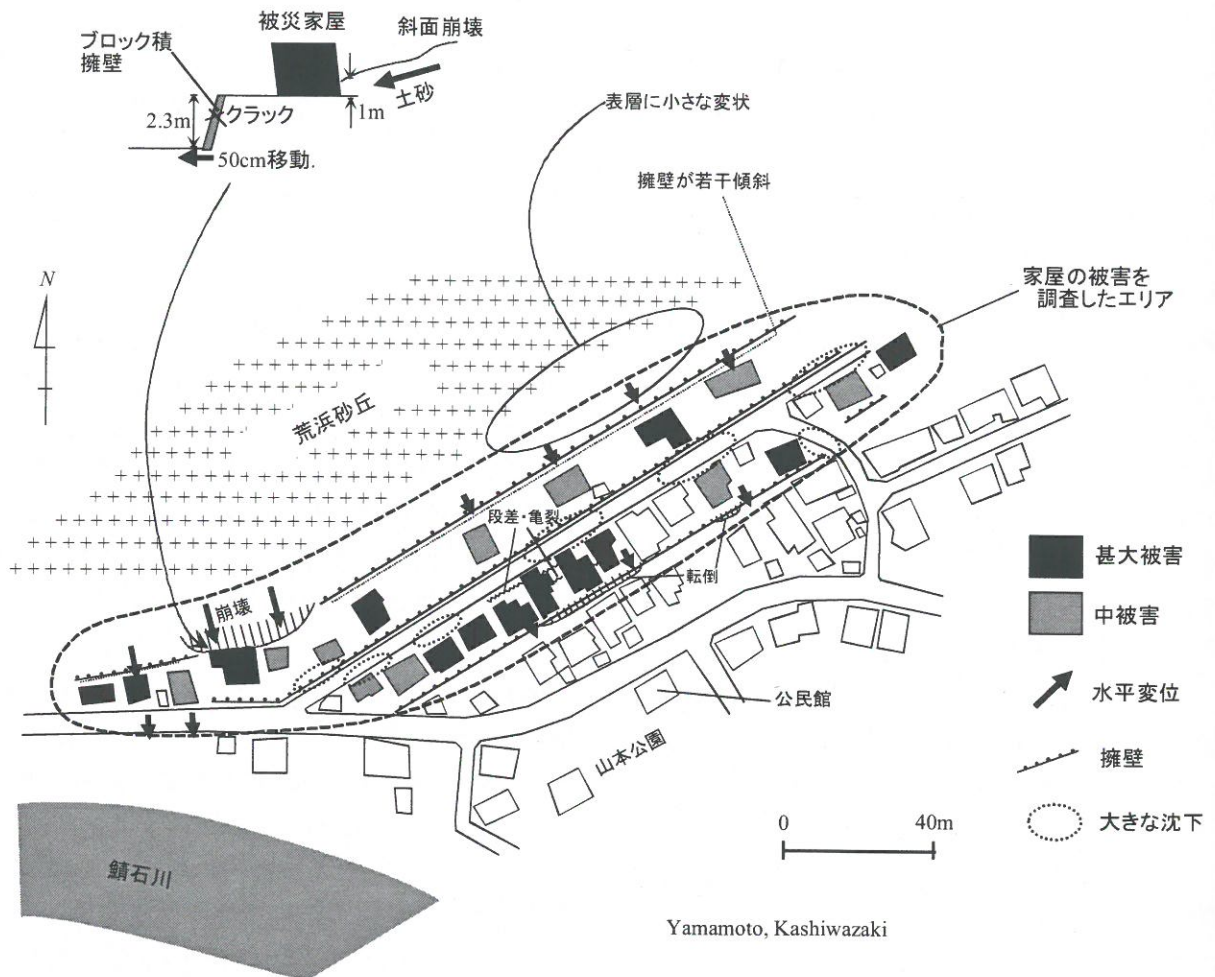 被災家屋
斜面崩壊
ブロック積
擁壁
土砂
クラック
1m
2.3m
50cm移動.
表層に小さな変状
擁壁が若干傾斜
N
家屋の被害を
調査したエリア
荒浜砂丘
段差・亀裂
転倒
崩壊
甚大被害
中被害
水平変位
擁壁
大きな沈下
公民館
山本公園
0
40m
鯖石川
Yamamoto, Kashiwazaki